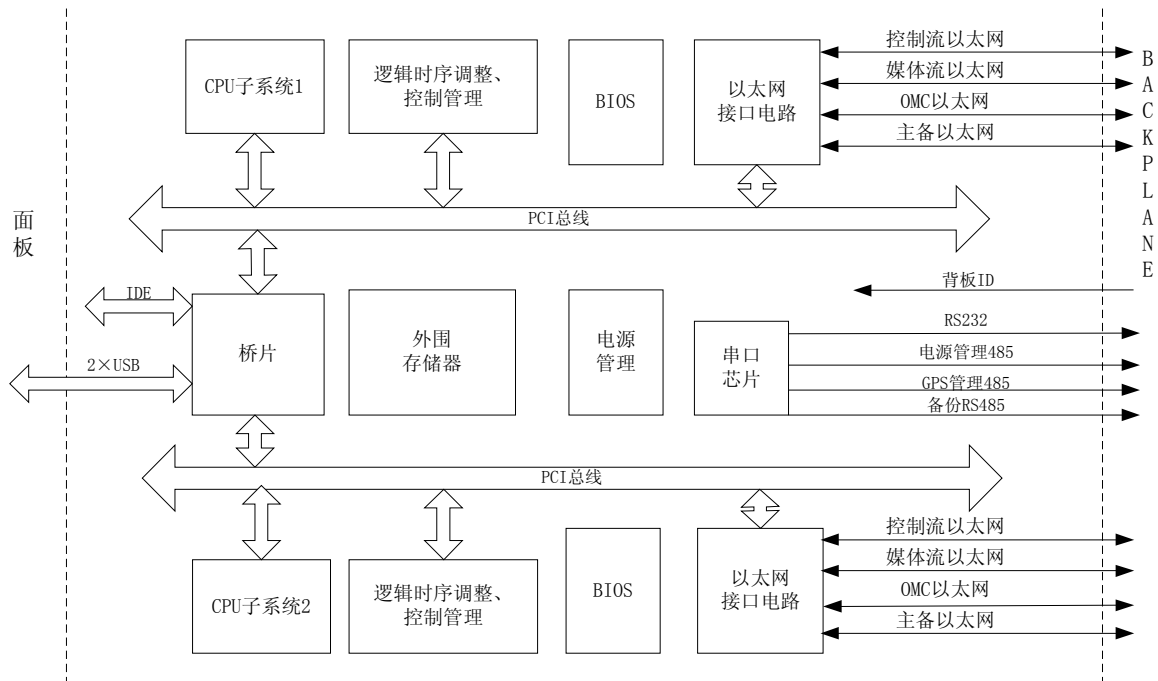 CPU子系统1
逻辑时序调整、
控制管理
BIOS
以太网
接口电路
控制流以太网
媒体流以太网
OMC以太网
主备以太网
BACKPLANE
PCI总线
面板
背板ID
IDE
2×USB
桥片
外围
存储器
电源
管理
串口
芯片
RS232
电源管理485
GPS管理485
备份RS485
PCI总线
CPU子系统2
逻辑时序调整、
控制管理
BIOS
以太网
接口电路
控制流以太网
媒体流以太网
OMC以太网
主备以太网